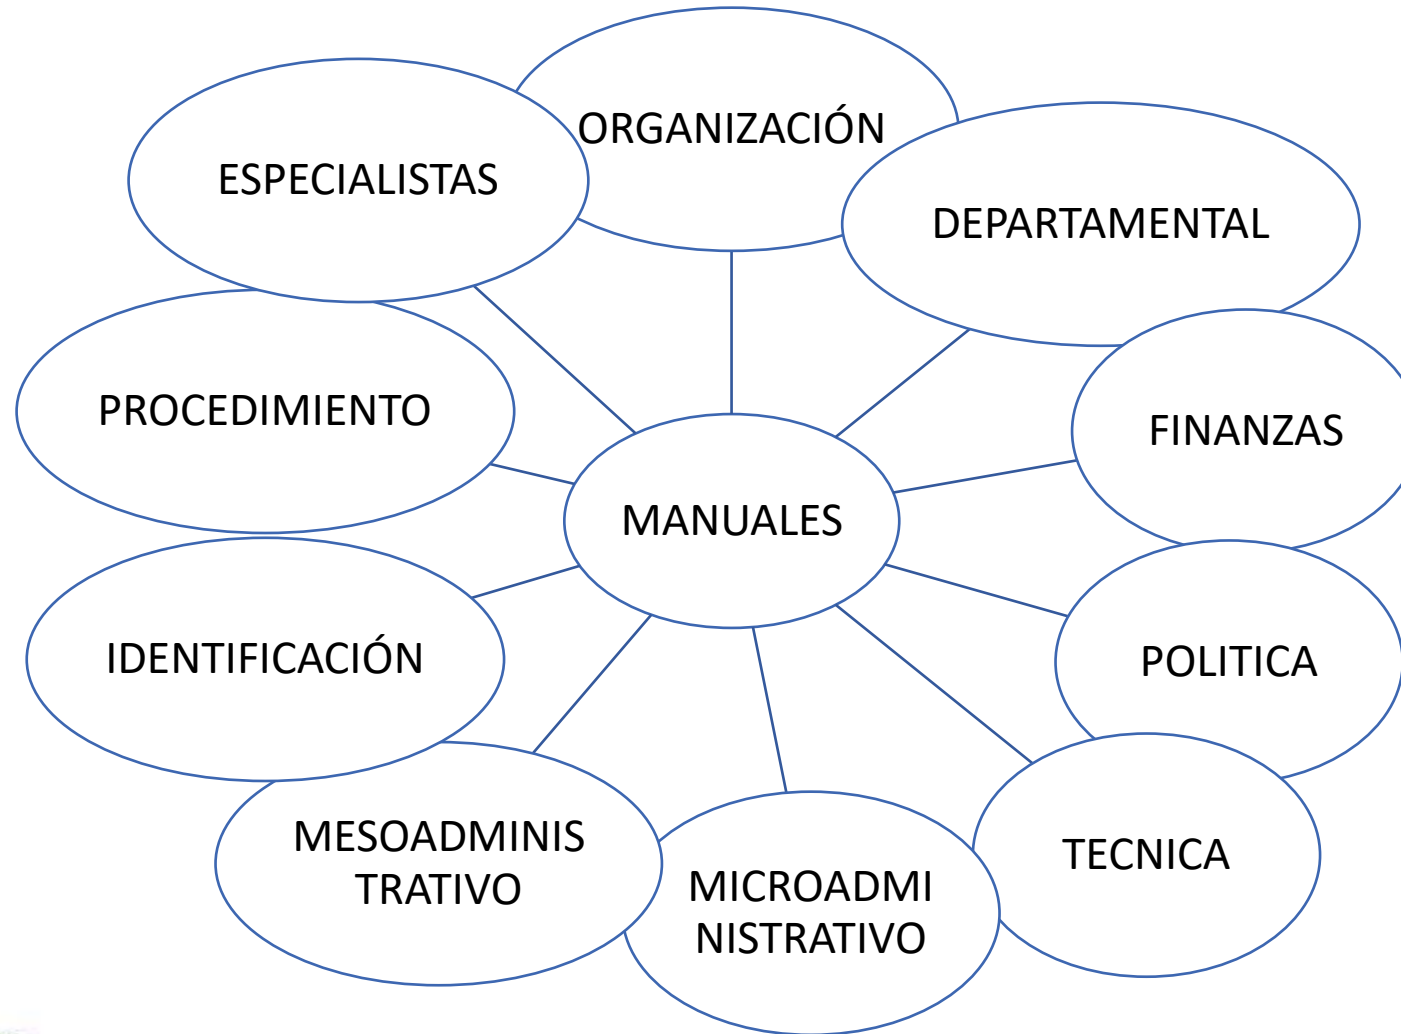 ORGANIZACIÓN
ESPECIALISTAS
DEPARTAMENTAL
PROCEDIMIENTO
FINANZAS
MANUALES
IDENTIFICACIÓN
POLITICA
MESOADMINIS
TRATIVO
TECNICA
MICROADMI
NISTRATIVO